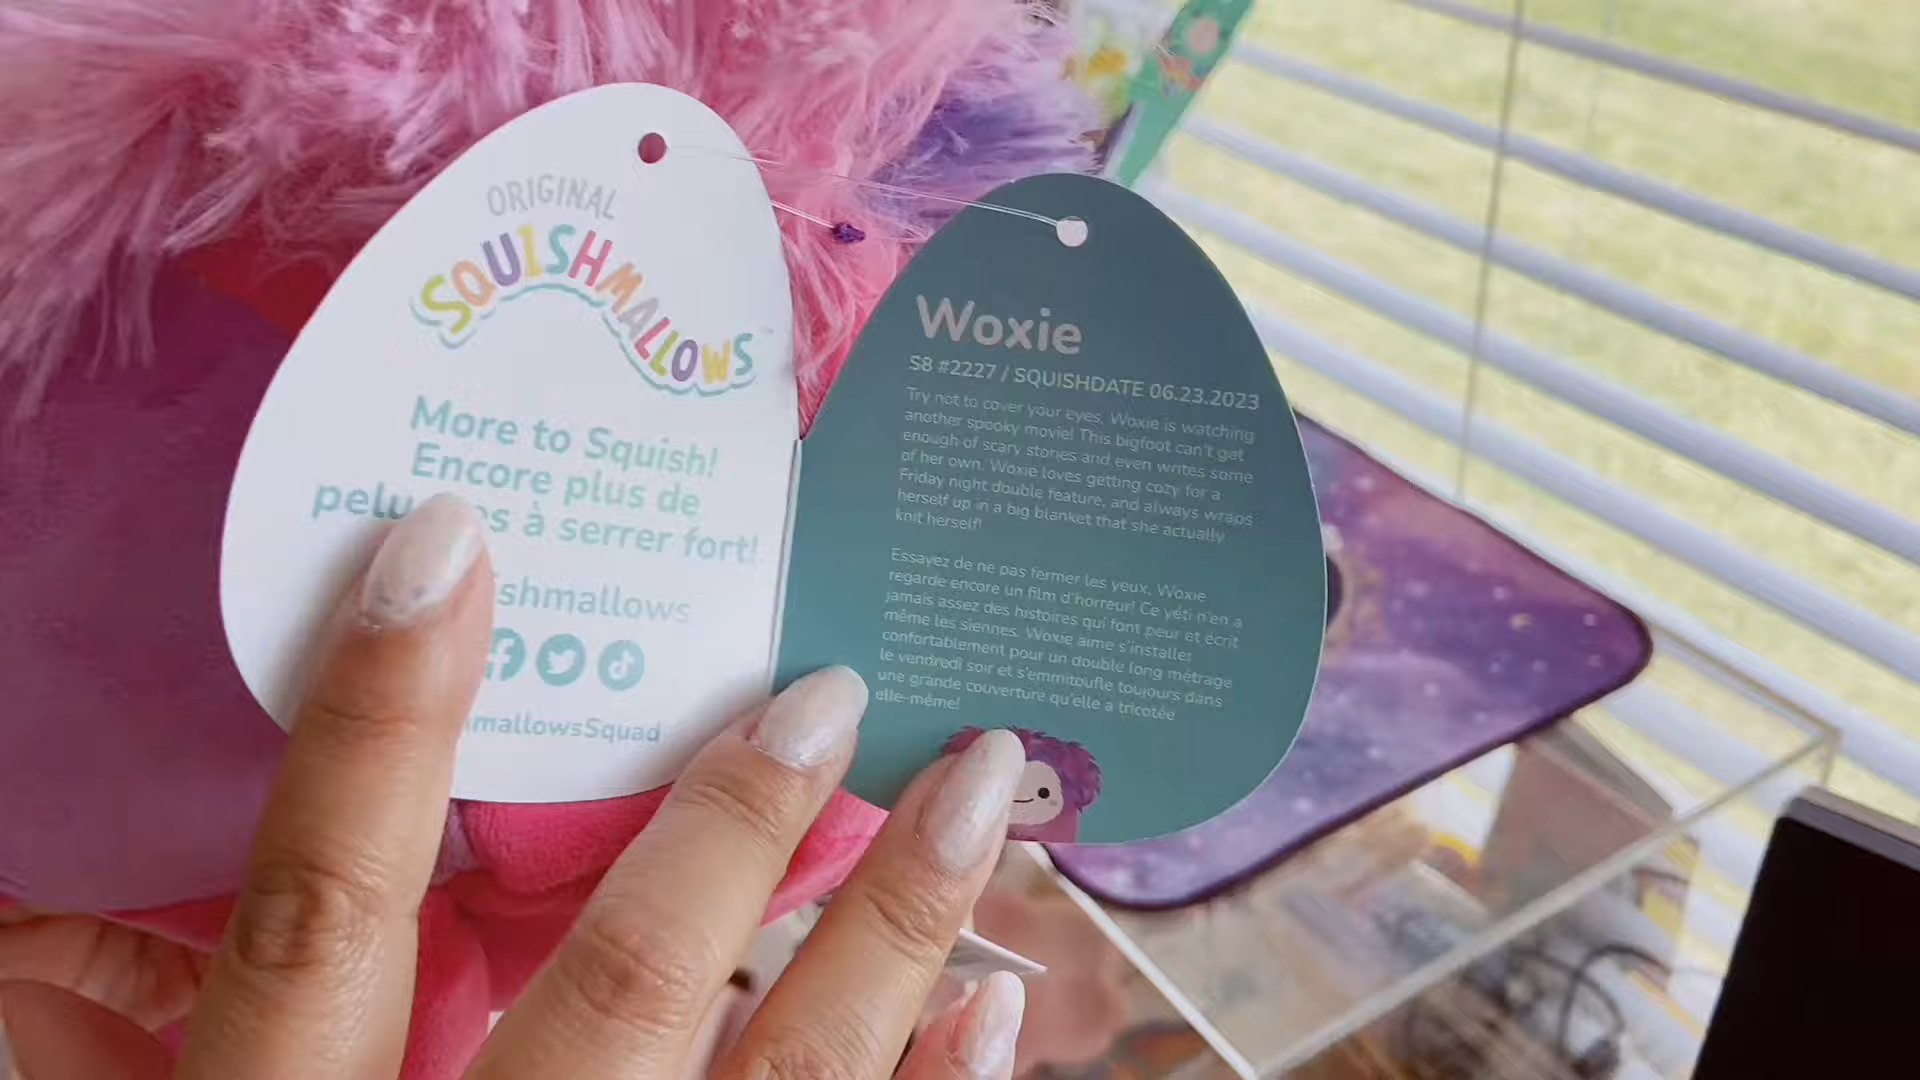 ORIGINAL
SQUISHMALLOWS
More to Squish!
Encore plus de
à serrer fort!
Woxie
S8 #2227 / SQUISHDATE 06.23.2023
Try not to cover your eyes, Woxie is watching
another spooky movie! This bigfoot can't get
enough of scary stories and even writes some
of her own. Woxie loves getting cozy for a
Friday night double feature, and always wraps
herself up in a big blanket that she actually
knit herself!
Essayez de ne pas fermer les yeux, Woxie
regarde encore un film d'horreur! Ce yéti n'en a
jamais assez des histoires qui font peur et écrit
même les siennes. Woxie aime s'installer
confortablement pour un double long métrage
le vendredi soir et s'emmitoufle toujours dans
une grande couverture qu'elle a tricotée
elle-même!